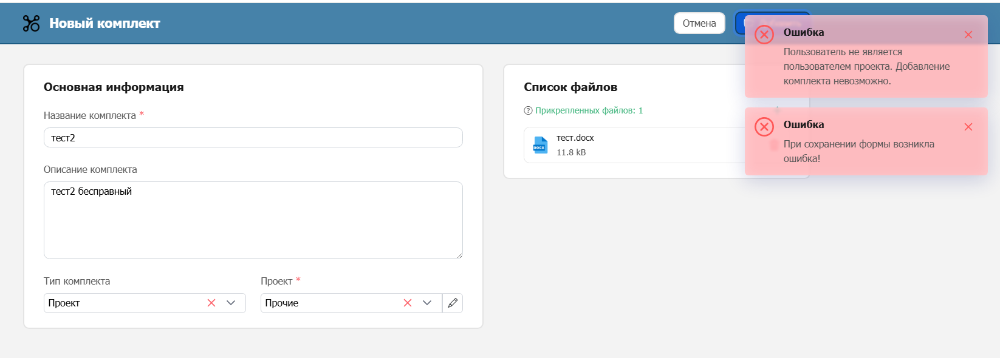 Новый комплект
Отмена
Ошибка
Пользователь не является
пользователем проекта. Добавление
комплекта невозможно.
Ошибка
При сохранении формы возникла
ошибка!
Основная информация
Название комплекта *
тест2
Описание комплекта
тест2 бесправный
Тип комплекта
Проект
Проект *
Прочие
Список файлов
Прикрепленных файлов: 1
DOCX
тест.docx
11.8 kB